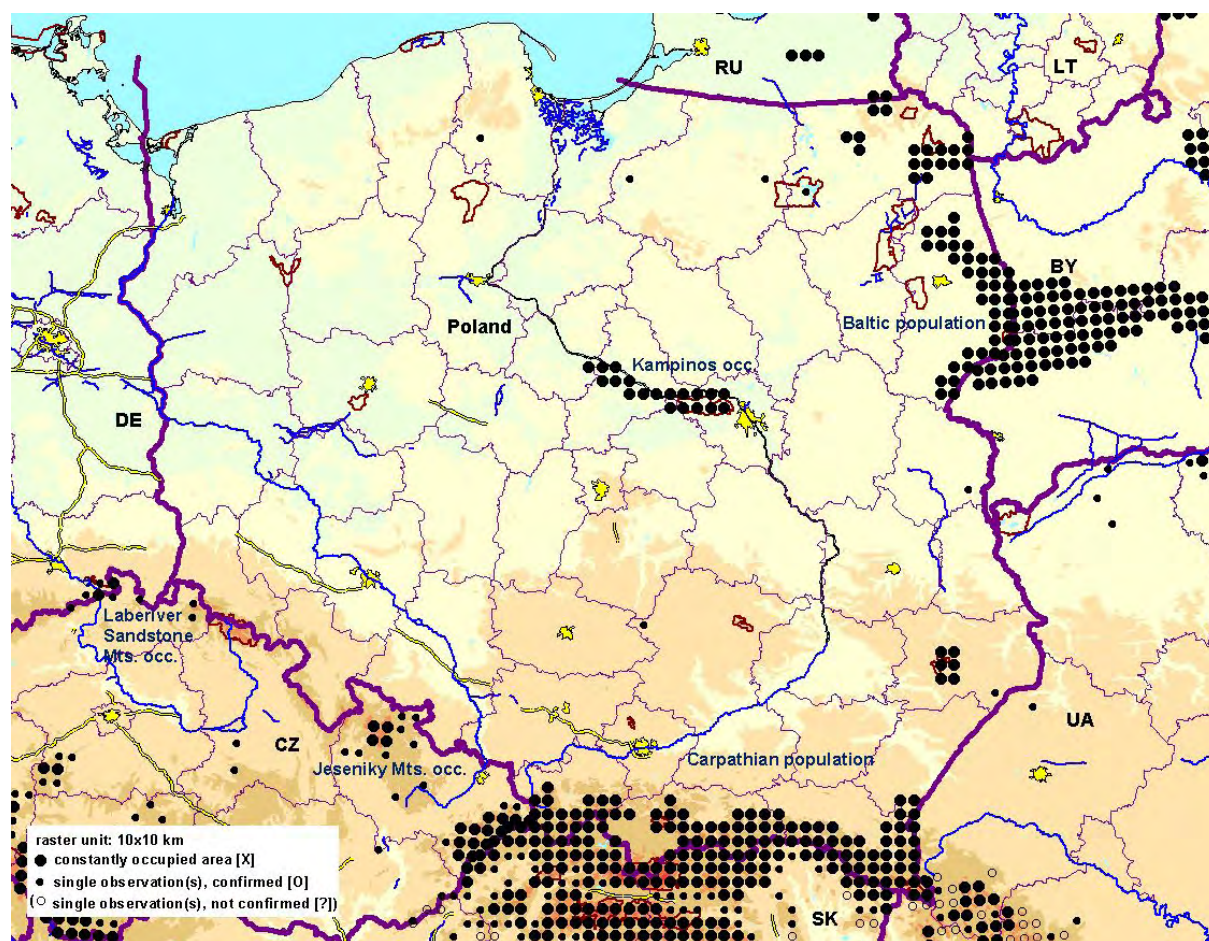 RU
LT
BY
Baltic population
Poland
Kampinos occ.
DE
Laberiver
Sandstone
Mts. occ.
CZ
Jeseniky Mts. occ.
Carpathian population
UA
SK
raster unit: 10x10 km
constantly occupied area [X]
single observation(s), confirmed [O]
(○ single observation(s), not confirmed [?])